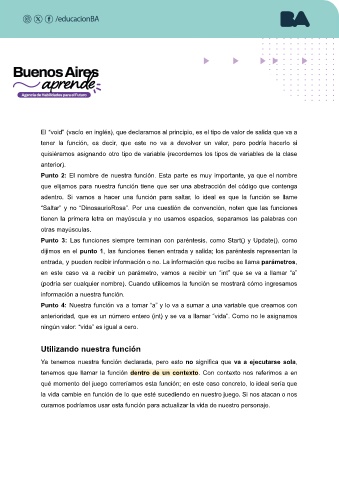 /educacionBA
BA
Buenos Aires
aprende
Agencia de Habilidades para el Futuro
El "void" (vacío en inglés), que declaramos al principio, es el tipo de valor de salida que va a
tener la función, es decir, que esta no va a devolver un valor, pero podría hacerlo si
quisiéramos asignando otro tipo de variable (recordemos los tipos de variables de la clase
anterior).
Punto 2: El nombre de nuestra función. Esta parte es muy importante, ya que el nombre
que elijamos para nuestra función tiene que ser una abstracción del código que contenga
adentro. Si vamos a hacer una función para saltar, lo ideal es que la función se llame
"Saltar" y no "DinosaurioRosa". Por una cuestión de convención, noten que las funciones
tienen la primera letra en mayúscula y no usamos espacios, separamos las palabras con
otras mayúsculas.
Punto 3: Las funciones siempre terminan con paréntesis, como Start() y Update(), como
dijimos en el punto 1, las funciones tienen entrada y salida; los paréntesis representan la
entrada, y pueden recibir información o no. La información que recibe se llama parámetros,
en este caso va a recibir un parámetro, vamos a recibir un "int" que se va a llamar "a"
(podría ser cualquier nombre). Cuando utilicemos la función se mostrará cómo ingresamos
información a nuestra función.
Punto 4: Nuestra función va a tomar "a" y lo va a sumar a una variable que creamos con
anterioridad, que es un número entero (int) y se va a llamar "vida". Como no le asignamos
ningún valor: "vida" es igual a cero.
Utilizando nuestra función
Ya tenemos nuestra función declarada, pero esto no significa que va a ejecutarse sola,
tenemos que llamar la función dentro de un contexto. Con contexto nos referimos a en
qué momento del juego correríamos esta función; en este caso concreto, lo ideal sería que
la vida cambie en función de lo que esté sucediendo en nuestro juego. Si nos atacan o nos
curamos podríamos usar esta función para actualizar la vida de nuestro personaje.